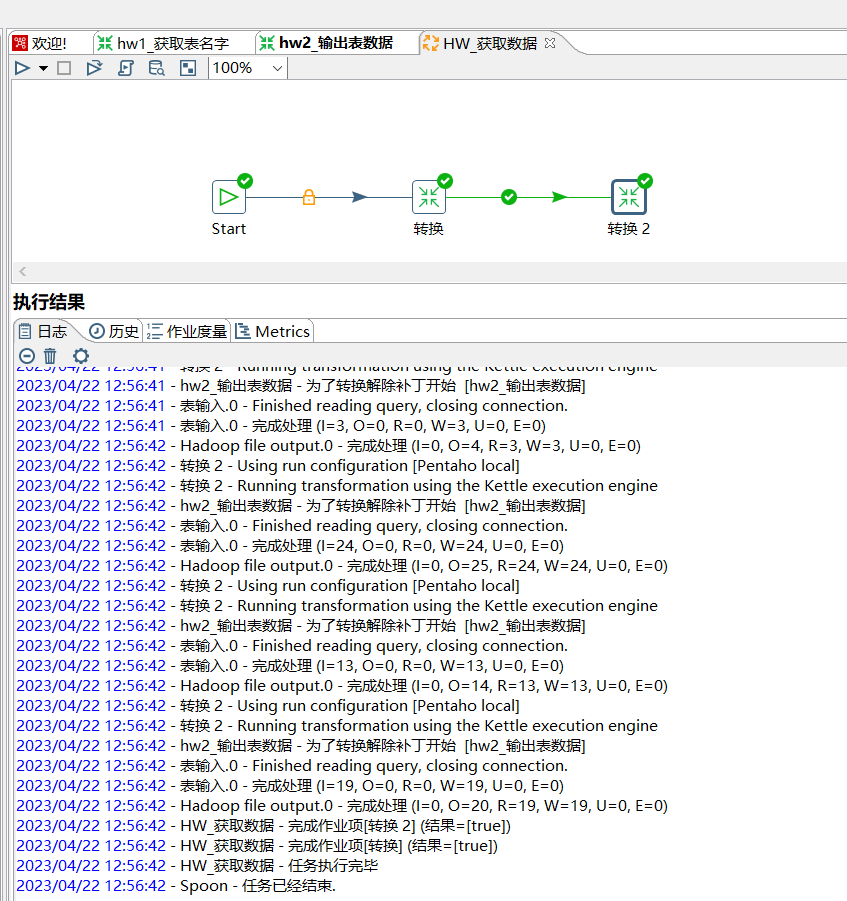 欢迎!
hw1_获取表名字
hw2_输出表数据
HW_获取数据
100%
Start
转换
转换 2
执行结果
日志
历史
作业度量
Metrics
2023/04/22 12:56:41 - 转换 2 - Running transformation using the Kettle execution engine
2023/04/22 12:56:41 - hw2_输出表数据 - 为了转换解除补丁开始  [hw2_输出表数据]
2023/04/22 12:56:41 - 表输入.0 - Finished reading query, closing connection.
2023/04/22 12:56:41 - 表输入.0 - 完成处理 (I=3, O=0, R=0, W=3, U=0, E=0)
2023/04/22 12:56:42 - Hadoop file output.0 - 完成处理 (I=0, O=4, R=3, W=3, U=0, E=0)
2023/04/22 12:56:42 - 转换 2 - Using run configuration [Pentaho local]
2023/04/22 12:56:42 - 转换 2 - Running transformation using the Kettle execution engine
2023/04/22 12:56:42 - hw2_输出表数据 - 为了转换解除补丁开始  [hw2_输出表数据]
2023/04/22 12:56:42 - 表输入.0 - Finished reading query, closing connection.
2023/04/22 12:56:42 - 表输入.0 - 完成处理 (I=24, O=0, R=0, W=24, U=0, E=0)
2023/04/22 12:56:42 - Hadoop file output.0 - 完成处理 (I=0, O=25, R=24, W=24, U=0, E=0)
2023/04/22 12:56:42 - 转换 2 - Using run configuration [Pentaho local]
2023/04/22 12:56:42 - 转换 2 - Running transformation using the Kettle execution engine
2023/04/22 12:56:42 - hw2_输出表数据 - 为了转换解除补丁开始  [hw2_输出表数据]
2023/04/22 12:56:42 - 表输入.0 - Finished reading query, closing connection.
2023/04/22 12:56:42 - 表输入.0 - 完成处理 (I=13, O=0, R=0, W=13, U=0, E=0)
2023/04/22 12:56:42 - Hadoop file output.0 - 完成处理 (I=0, O=14, R=13, W=13, U=0, E=0)
2023/04/22 12:56:42 - 转换 2 - Using run configuration [Pentaho local]
2023/04/22 12:56:42 - 转换 2 - Running transformation using the Kettle execution engine
2023/04/22 12:56:42 - hw2_输出表数据 - 为了转换解除补丁开始  [hw2_输出表数据]
2023/04/22 12:56:42 - 表输入.0 - Finished reading query, closing connection.
2023/04/22 12:56:42 - 表输入.0 - 完成处理 (I=19, O=0, R=0, W=19, U=0, E=0)
2023/04/22 12:56:42 - Hadoop file output.0 - 完成处理 (I=0, O=20, R=19, W=19, U=0, E=0)
2023/04/22 12:56:42 - HW_获取数据 - 完成作业项[转换 2] (结果=[true])
2023/04/22 12:56:42 - HW_获取数据 - 完成作业项[转换] (结果=[true])
2023/04/22 12:56:42 - HW_获取数据 - 任务执行完毕
2023/04/22 12:56:42 - Spoon - 任务已经结束.